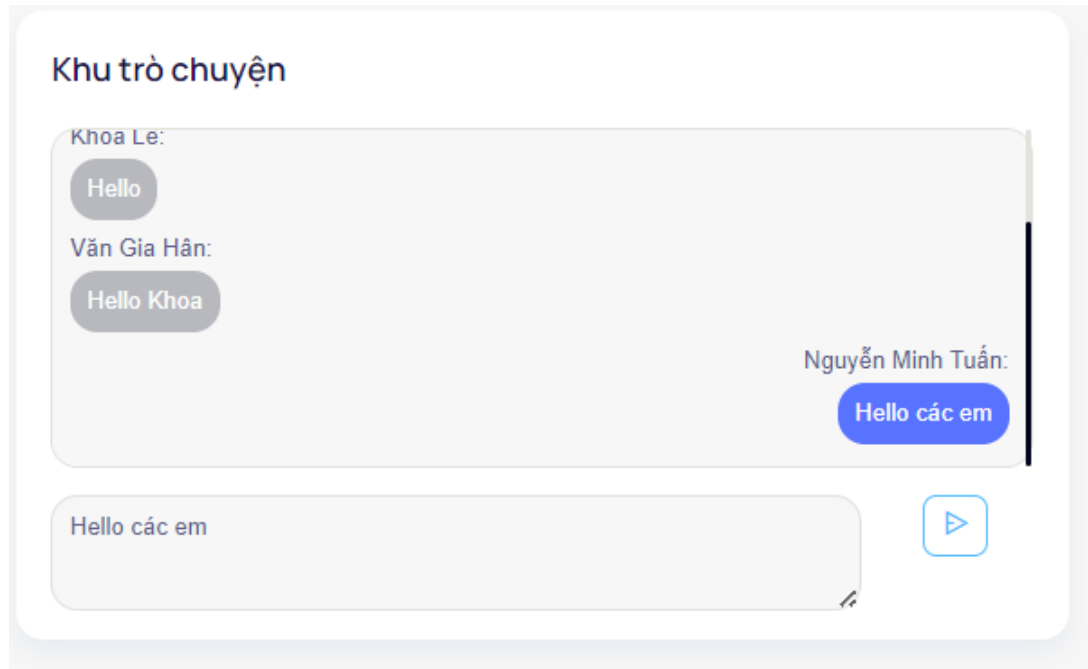 Khu trò chuyện
Khoa Le:
Hello
Văn Gia Hân:
Hello Khoa
Nguyễn Minh Tuấn:
Hello các em
Hello các em